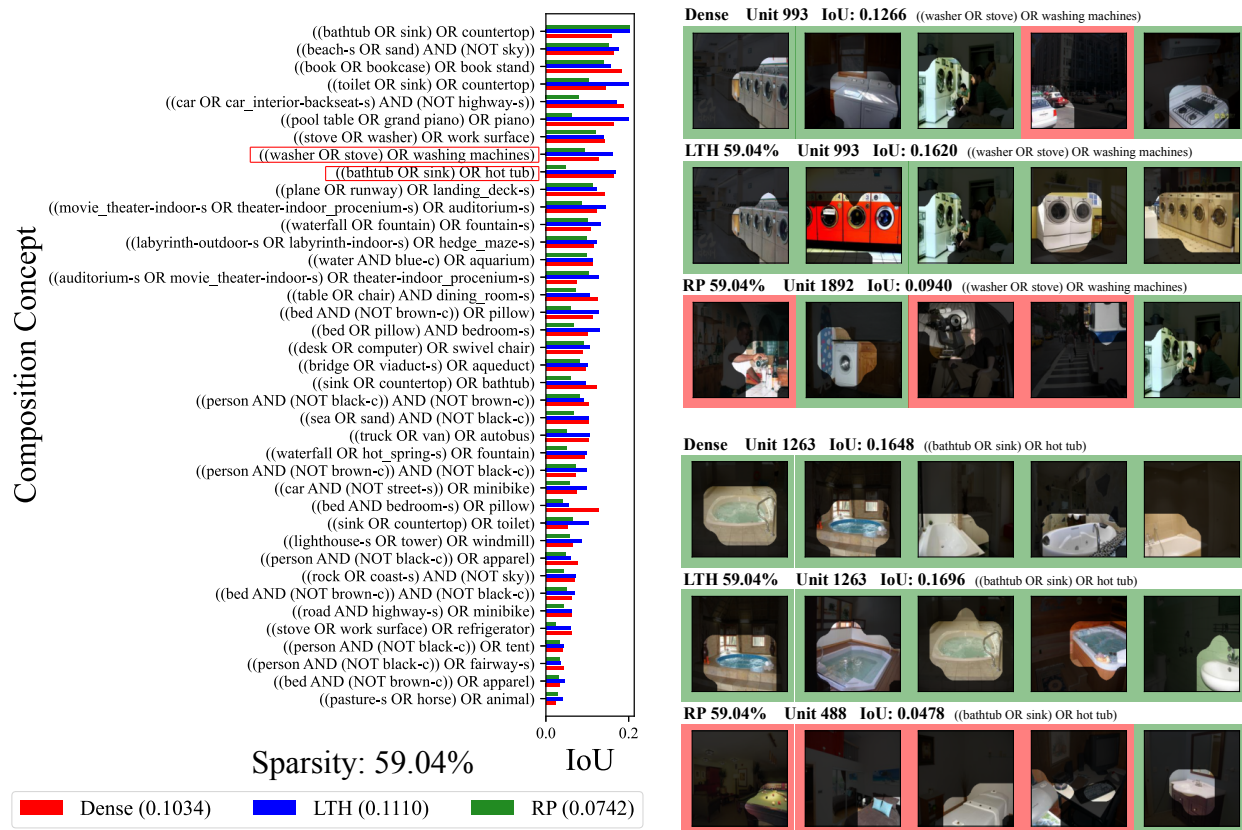 Composition Concept
((bathtub OR sink) OR countertop)
((beach-s OR sand) AND (NOT sky))
((book OR bookcase) OR book stand)
((toilet OR sink) OR countertop)
((car OR car_interior-backseat-s) AND (NOT highway-s))
((pool table OR grand piano) OR piano)
((stove OR washer) OR work surface)
((washer OR stove) OR washing machines)
((bathtub OR sink) OR hot tub)
((plane OR runway) OR landing_deck-s)
((movie_theater-indoor-s OR theater-indoor_procenium-s) OR auditorium-s)
((waterfall OR fountain) OR fountain-s)
((labyrinth-outdoor-s OR labyrinth-indoor-s) OR hedge_maze-s)
((water AND blue-c) OR aquarium)
((auditorium-s OR movie_theater-indoor-s) OR theater-indoor_procenium-s)
((table OR chair) AND dining_room-s)
((bed AND (NOT brown-c)) OR pillow)
((bed OR pillow) AND bedroom-s)
((desk OR computer) OR swivel chair)
((bridge OR viaduct-s) OR aqueduct)
((sink OR countertop) OR bathtub)
((person AND (NOT black-c)) AND (NOT brown-c))
((sea OR sand) AND (NOT black-c))
((truck OR van) OR autobus)
((waterfall OR hot_spring-s) OR fountain)
((person AND (NOT brown-c)) AND (NOT black-c))
((car AND (NOT street-s)) OR minibike)
((bed AND bedroom-s) OR pillow)
((sink OR countertop) OR toilet)
((lighthouse-s OR tower) OR windmill)
((person AND (NOT black-c)) OR apparel)
((rock OR coast-s) AND (NOT sky))
((bed AND (NOT brown-c)) AND (NOT black-c))
((road AND highway-s) OR minibike)
((stove OR work surface) OR refrigerator)
((person AND (NOT black-c)) OR tent)
((person AND (NOT black-c)) OR fairway-s)
((bed AND (NOT brown-c)) OR apparel)
((pasture-s OR horse) OR animal)
0.0 0.2
Sparsity: 59.04% IoU
Dense (0.1034) LTH (0.1110) RP (0.0742)
Dense Unit 993 IoU: 0.1266 ((washer OR stove) OR washing machines)
LTH 59.04% Unit 993 IoU: 0.1620 ((washer OR stove) OR washing machines)
RP 59.04% Unit 1892 IoU: 0.0940 ((washer OR stove) OR washing machines)
Dense Unit 1263 IoU: 0.1648 ((bathtub OR sink) OR hot tub)
LTH 59.04% Unit 1263 IoU: 0.1696 ((bathtub OR sink) OR hot tub)
RP 59.04% Unit 488 IoU: 0.0478 ((bathtub OR sink) OR hot tub)